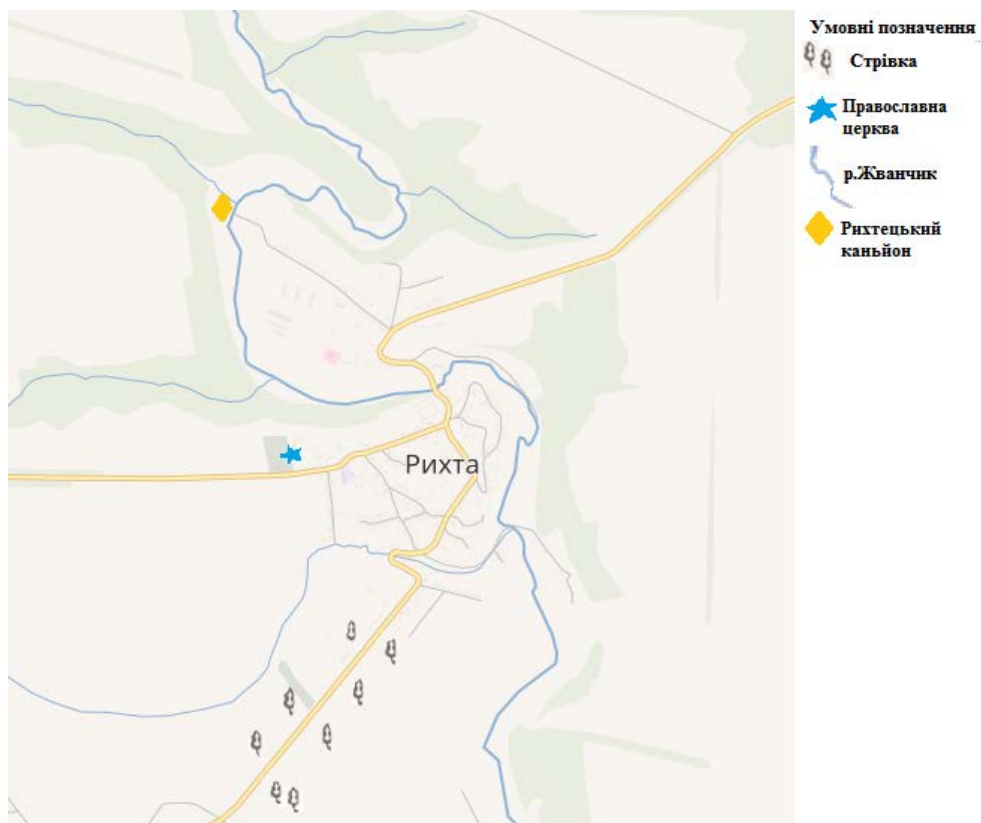 Умовні позначення
Стрівка
Православна
церква
р.Жванчик
Рихтецький
каньйон
Рихта